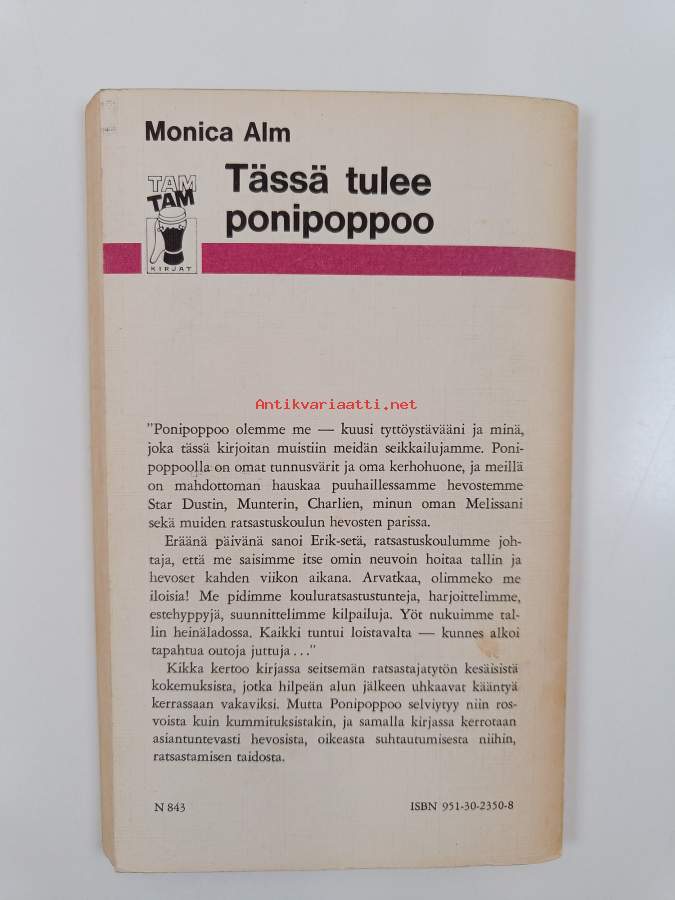 Monica Alm
TAM
TAM
KIRJAT
Tässä tulee
ponipoppoo
Antikvariaatti.net
"Ponipoppoo olemme me — kuusi tyttöystävääni ja minä,
joka tässä kirjoitan muistiin meidän seikkailujamme. Poni-
poppoolla on omat tunnusvärit ja oma kerhohuone, ja meillä
on mahdottoman hauskaa puuhaillessamme hevostemme
Star Dustin, Munterin, Charlien, minun oman Melissani
sekä muiden ratsastuskoulun hevosten parissa.
Eräänä päivänä sanoi Erik-setä, ratsastuskoulumme joh-
taja, että me saisimme itse omin neuvoin hoitaa tallin ja
hevoset kahden viikon aikana. Arvatkaa, olimmeko me
iloisia! Me pidimme kouluratsastustunteja, harjoittelimme,
estehyppyjä, suunnittelimme kilpailuja. Yöt nukuimme tal-
lin heinäladossa. Kaikki tuntui loistavalta — kunnes alkoi
tapahtua outoja juttuja..."
Kikka kertoo kirjassa seitsemän ratsastajatytön kesäisistä
kokemuksista, jotka hilpeän alun jälkeen uhkaavat kääntyä
kerrassaan vakaviksi. Mutta Ponipoppoo selviytyy niin ros-
voista kuin kummituksistakin, ja samalla kirjassa kerrotaan
asiantuntevasti hevosista, oikeasta suhtautumisesta niihin,
ratsastamisen taidosta.
N 843
ISBN 951-30-2350-8